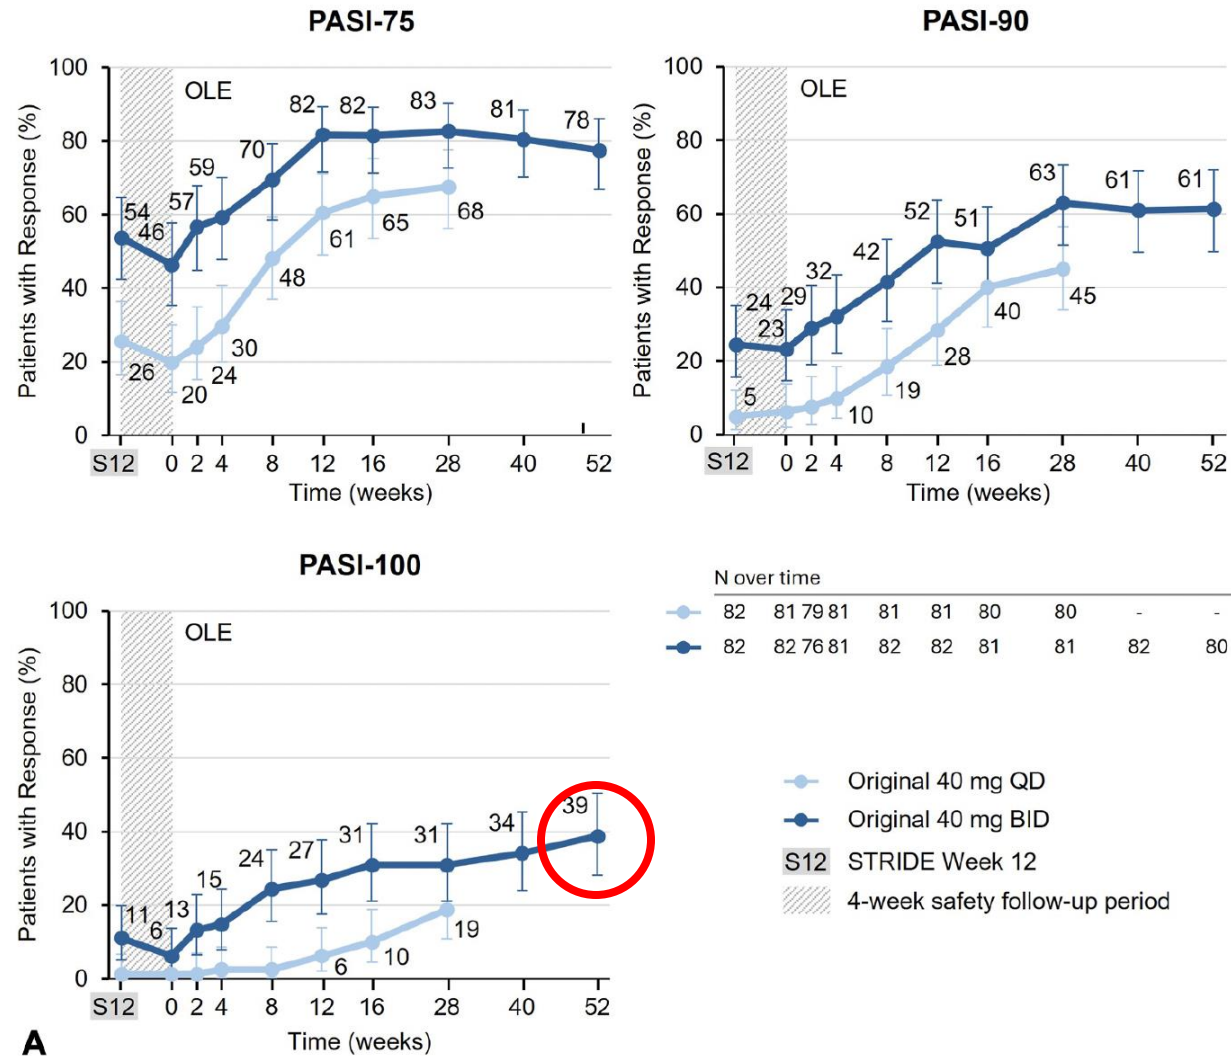 PASI-75
Patients with Response (%)
100
80
60
40
20
0
OLE
54
46
57
59
70
82
82
83
81
78
26
20
24
30
48
61
65
68
S12 0 2 4 8 12 16 28 40 52
Time (weeks)
PASI-90
Patients with Response (%)
100
80
60
40
20
0
OLE
24
23
29
32
42
52
51
63
61
61
5
10
19
28
40
45
S12 0 2 4 8 12 16 28 40 52
Time (weeks)
PASI-100
Patients with Response (%)
100
80
60
40
20
0
OLE
11
6
13
15
24
27
31
31
34
39
6
10
19
S12 0 2 4 8 12 16 28 40 52
Time (weeks)
N over time
82 81 79 81 81 81 80 80 - -
82 82 76 81 82 82 81 81 82 80
Original 40 mg QD
Original 40 mg BID
S12 STRIDE Week 12
4-week safety follow-up period
A